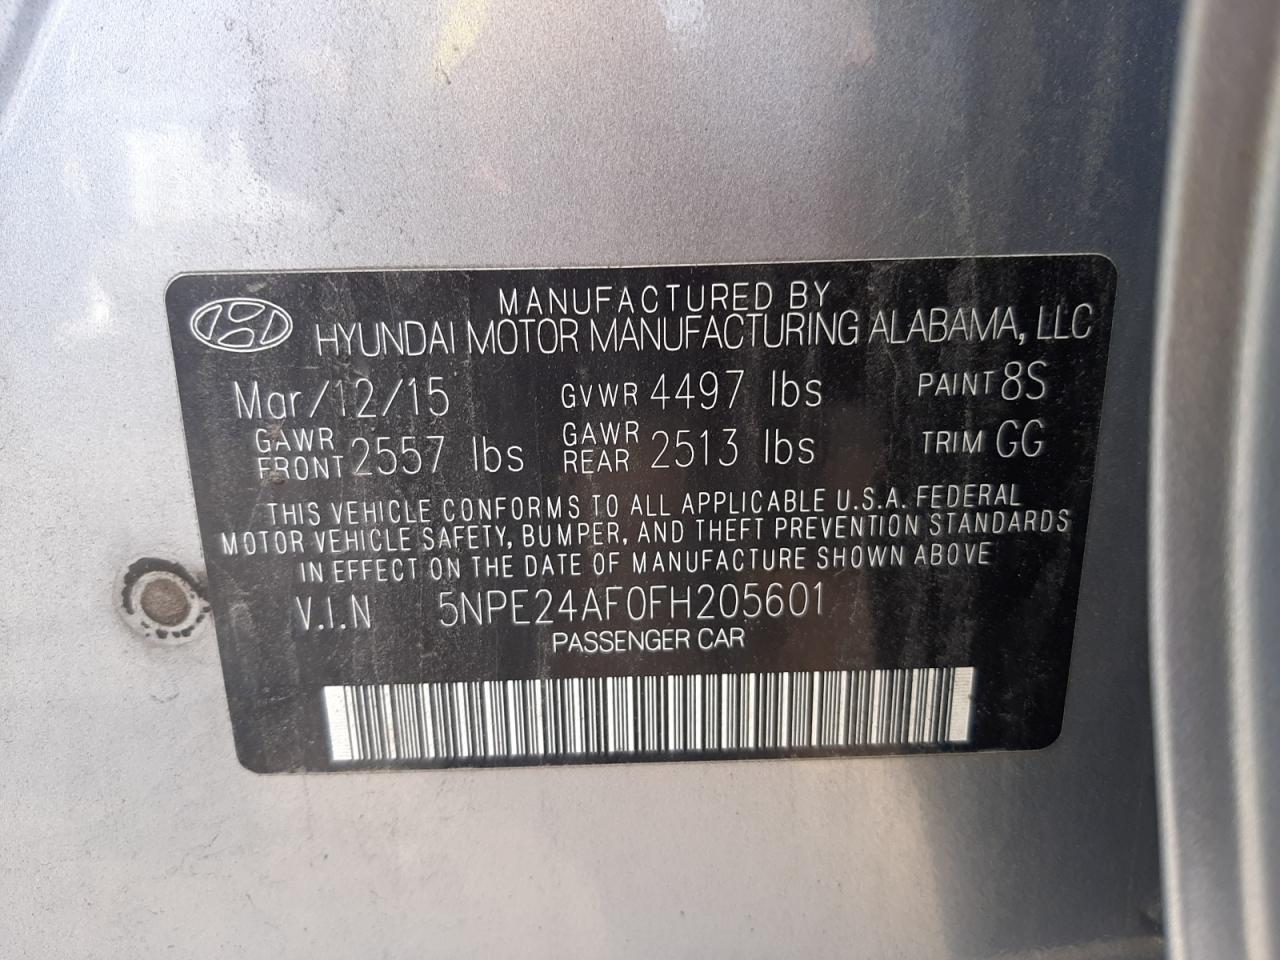 MANUFACTURED BY
HYUNDAI MOTOR MANUFACTURING ALABAMA, LLC
Mar/12/15 GVWR 4497 lbs PAINT 8S
GAWR FRONT 2557 lbs GAWR REAR 2513 lbs TRIM GG
THIS VEHICLE CONFORMS TO ALL APPLICABLE U.S.A. FEDERAL
MOTOR VEHICLE SAFETY, BUMPER, AND THEFT PREVENTION STANDARDS
IN EFFECT ON THE DATE OF MANUFACTURE SHOWN ABOVE
V.I.N 5NPE24AF0FH205601
PASSENGER CAR